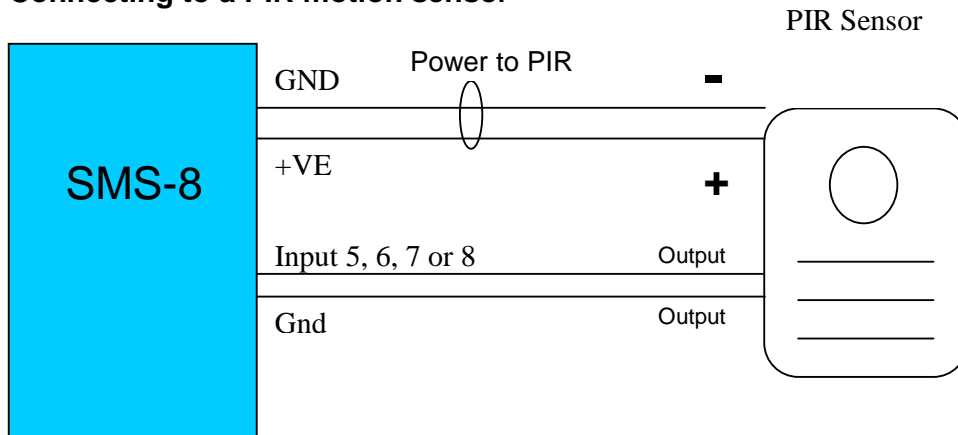 Connecting to a PIR motion sensor
PIR Sensor
Power to PIR
GND
-
+VE
+
SMS-8
Input 5, 6, 7 or 8
Output
Gnd
Output